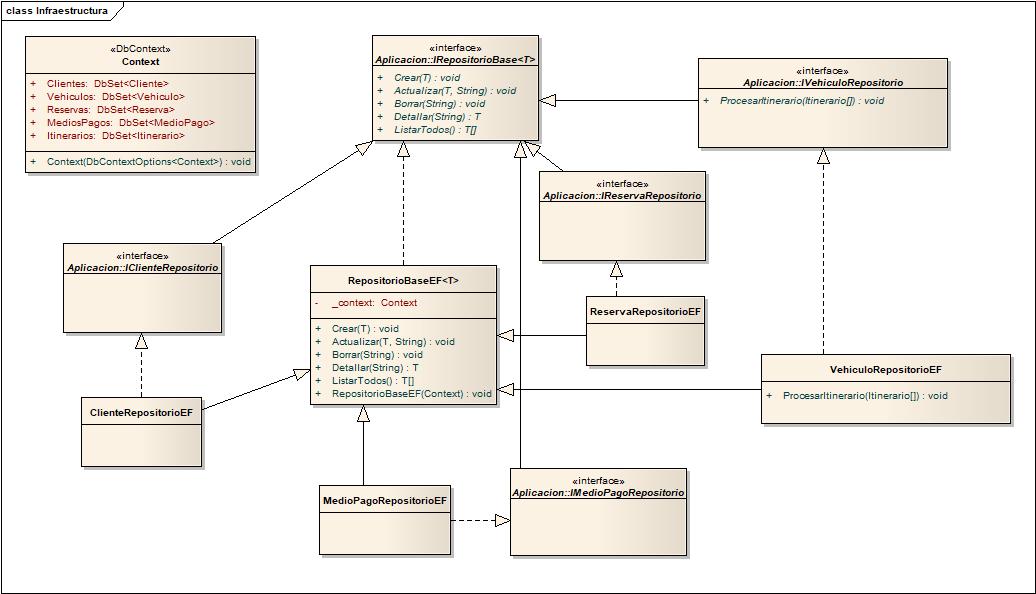 class Infraestructura
«DbContext»
Context
+ Clientes: DbSet<Cliente>
+ Vehiculos: DbSet<Vehiculo>
+ Reservas: DbSet<Reserva>
+ MediosPagos: DbSet<MedioPago>
+ Itinerarios: DbSet<Itinerario>
+ Context(DbContextOptions<Context>) : void
«interface»
Aplicacion::IRepositorioBase<T>
+ Crear(T) : void
+ Actualizar(T, String) : void
+ Borrar(String) : void
+ Detallar(String) : T
+ ListarTodos() : T[]
«interface»
Aplicacion::IVehiculoRepositorio
+ ProcesarItinerario(Itinerario[]) : void
«interface»
Aplicacion::IReservaRepositorio
«interface»
Aplicacion::IClienteRepositorio
RepositorioBaseEF<T>
- _context: Context
+ Crear(T) : void
+ Actualizar(T, String) : void
+ Borrar(String) : void
+ Detallar(String) : T
+ ListarTodos() : T[]
+ RepositorioBaseEF(Context) : void
ReservaRepositorioEF
VehiculoRepositorioEF
+ ProcesarItinerario(Itinerario[]) : void
ClienteRepositorioEF
MedioPagoRepositorioEF
«interface»
Aplicacion::IMedioPagoRepositorio